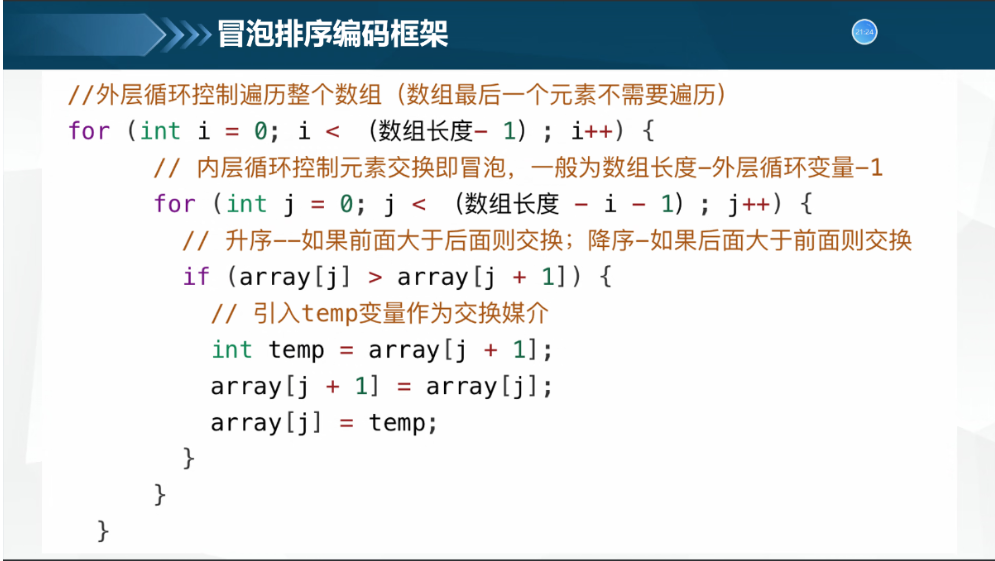 冒泡排序编码框架
21:24
//外层循环控制遍历整个数组（数组最后一个元素不需要遍历）
for (int i = 0; i < （数组长度- 1）; i++) {
// 内层循环控制元素交换即冒泡，一般为数组长度-外层循环变量-1
for (int j = 0; j < （数组长度 - i - 1）; j++) {
// 升序--如果前面大于后面则交换；降序-如果后面大于前面则交换
if (array[j] > array[j + 1]) {
// 引入temp变量作为交换媒介
int temp = array[j + 1];
array[j + 1] = array[j];
array[j] = temp;
}
}
}